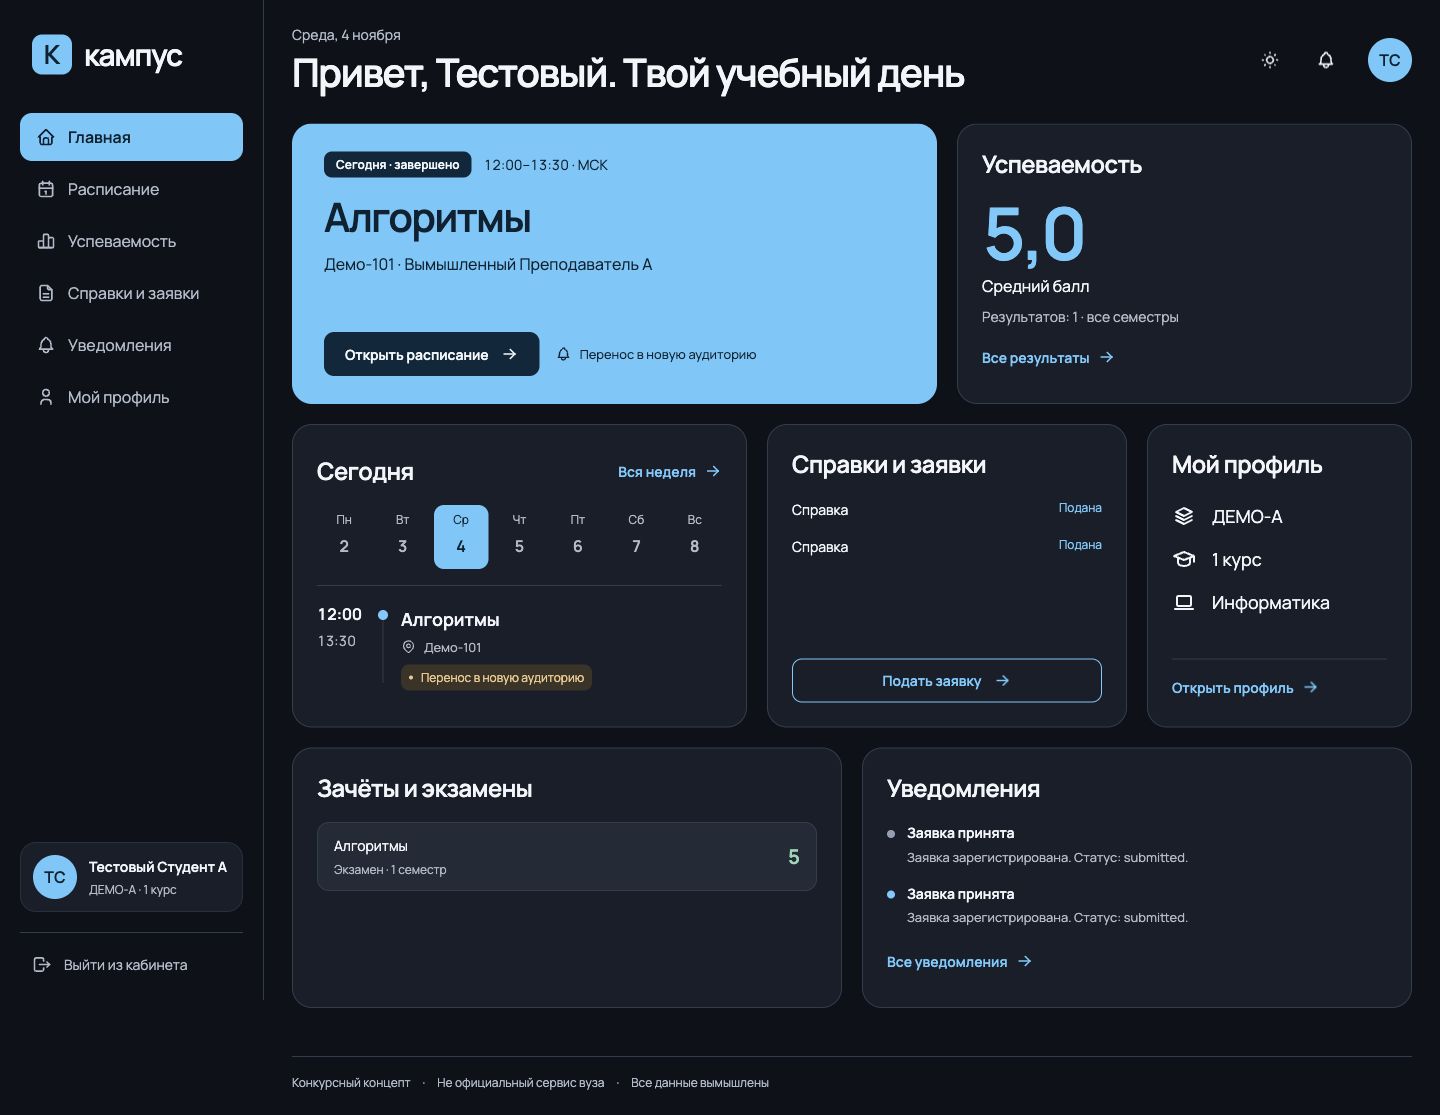 К кампус
Главная
Расписание
Успеваемость
Справки и заявки
Уведомления
Мой профиль
ТС
Тестовый Студент А
ДЕМО-А · 1 курс
Выйти из кабинета
Среда, 4 ноября
Привет, Тестовый. Твой учебный день
ТС
Сегодня · завершено 12:00–13:30 · МСК
Алгоритмы
Демо-101 · Вымышленный Преподаватель А
Открыть расписание → Перенос в новую аудиторию
Успеваемость
5,0
Средний балл
Результатов: 1 · все семестры
Все результаты →
Сегодня Вся неделя →
Пн Вт Ср Чт Пт Сб Вс
2 3 4 5 6 7 8
12:00 Алгоритмы
13:30 Демо-101
• Перенос в новую аудиторию
Справки и заявки
Справка Подана
Справка Подана
Подать заявку →
Мой профиль
ДЕМО-А
1 курс
Информатика
Открыть профиль →
Зачёты и экзамены
Алгоритмы
Экзамен · 1 семестр
5
Уведомления
Заявка принята
Заявка зарегистрирована. Статус: submitted.
Заявка принята
Заявка зарегистрирована. Статус: submitted.
Все уведомления →
Конкурсный концепт · Не официальный сервис вуза · Все данные вымышлены